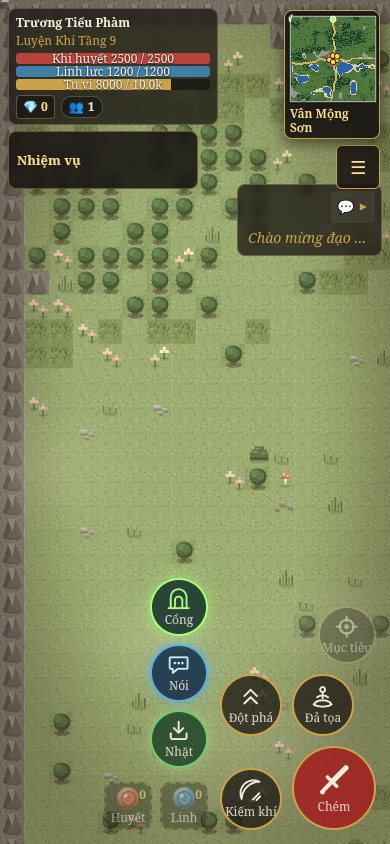 Trương Tiểu Phàm
Luyện Khí Tầng 9
Khí huyết 2500 / 2500
Linh lực 1200 / 1200
Tu vi 8000 / 10.0k
💎 0
👥 1
Vân Mộng
Sơn
Nhiệm vụ
☰
💬 ▸
Chào mừng đạo ...
Cổng
Nói
Mục tiêu
Nhặt
Đột phá
Đả tọa
0
Huyết
0
Linh
Kiếm khí
Chém